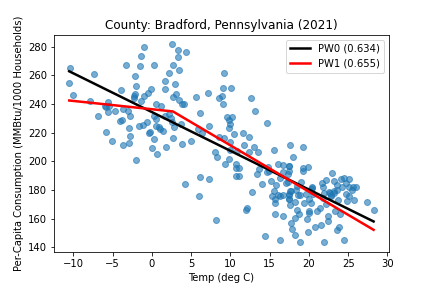 County: Bradford, Pennsylvania (2021)
Per-Capita Consumption (MMBtu/1000 Households)
280
260
240
220
200
180
160
140
PW0 (0.634)
PW1 (0.655)
−10 −5 0 5 10 15 20 25 30
Temp (deg C)